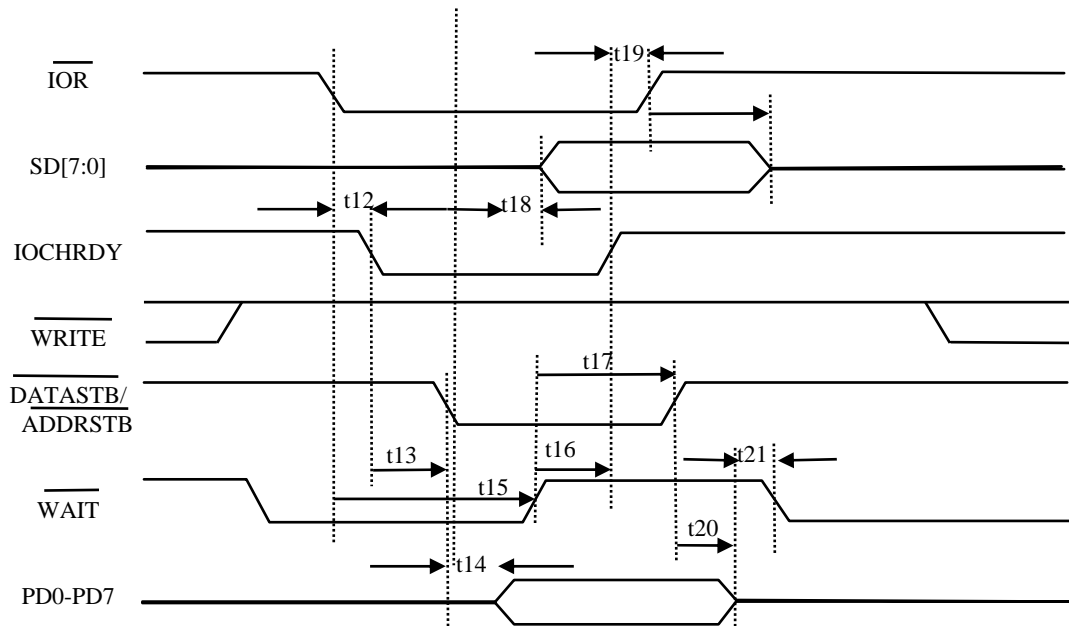 t19
IOR
SD[7:0]
t12
t18
IOCHRDY
WRITE
t17
DATASTB/
ADDRSTB
t13
t16
t21
t15
WAIT
t20
t14
PD0-PD7